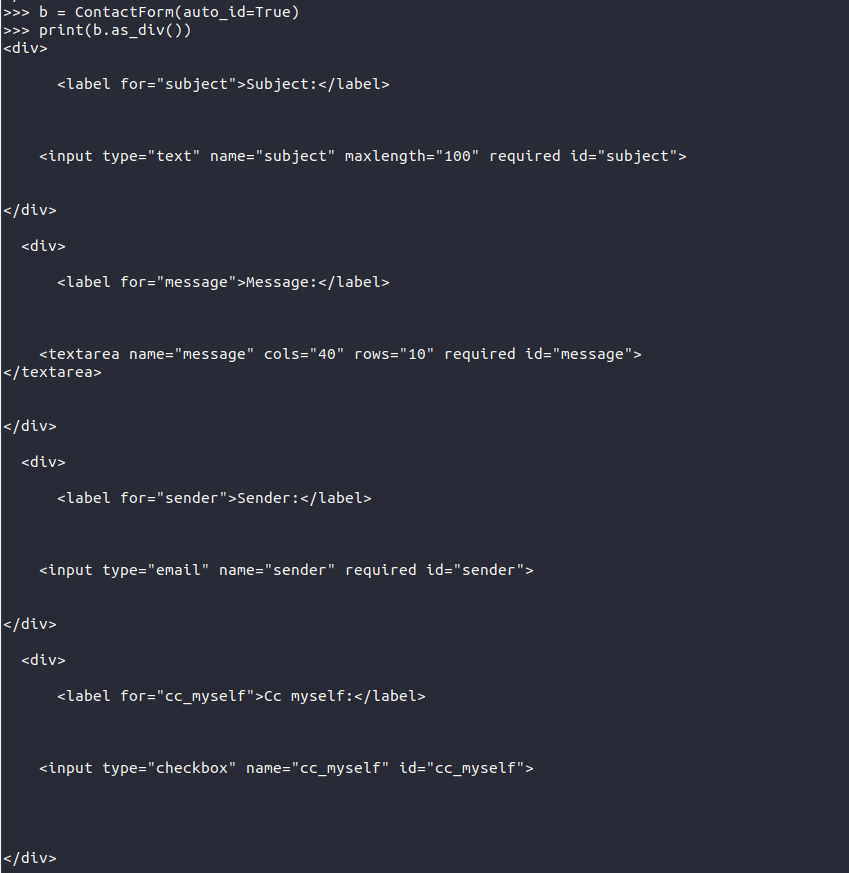 >>> b = ContactForm(auto_id=True)
>>> print(b.as_div())
<div>
<label for="subject">Subject:</label>
<input type="text" name="subject" maxlength="100" required id="subject">
</div>
<div>
<label for="message">Message:</label>
<textarea name="message" cols="40" rows="10" required id="message">
</textarea>
</div>
<div>
<label for="sender">Sender:</label>
<input type="email" name="sender" required id="sender">
</div>
<div>
<label for="cc_myself">Cc myself:</label>
<input type="checkbox" name="cc_myself" id="cc_myself">
</div>